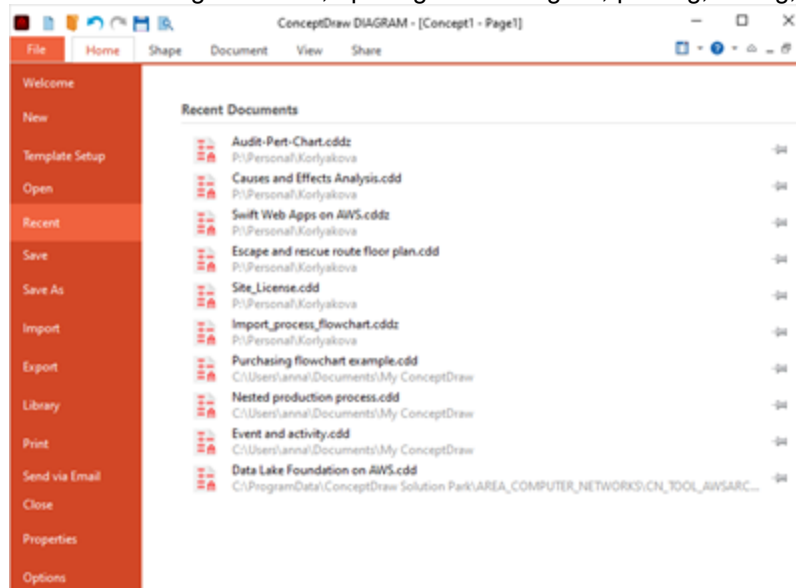 ConceptDraw DIAGRAM - [Concept1 - Page1]
File Home Shape Document View Share
Welcome
New
Template Setup
Open
Recent
Save
Save As
Import
Export
Library
Print
Send via Email
Close
Properties
Options
Recent Documents
Audit-Pert-Chart.cddz
P:\Personal\Korlyakova
Causes and Effects Analysis.cdd
P:\Personal\Korlyakova
Swift Web Apps on AWS.cddz
P:\Personal\Korlyakova
Escape and rescue route floor plan.cdd
P:\Personal\Korlyakova
Site_License.cdd
P:\Personal\Korlyakova
Import_process_flowchart.cddz
P:\Personal\Korlyakova
Purchasing flowchart example.cdd
C:\Users\anna\Documents\My ConceptDraw
Nested production process.cdd
C:\Users\anna\Documents\My ConceptDraw
Event and activity.cdd
C:\Users\anna\Documents\My ConceptDraw
Data Lake Foundation on AWS.cdd
C:\ProgramData\ConceptDraw Solution Park\AREA_COMPUTER_NETWORKS\CN_TOOL_AWSARC...